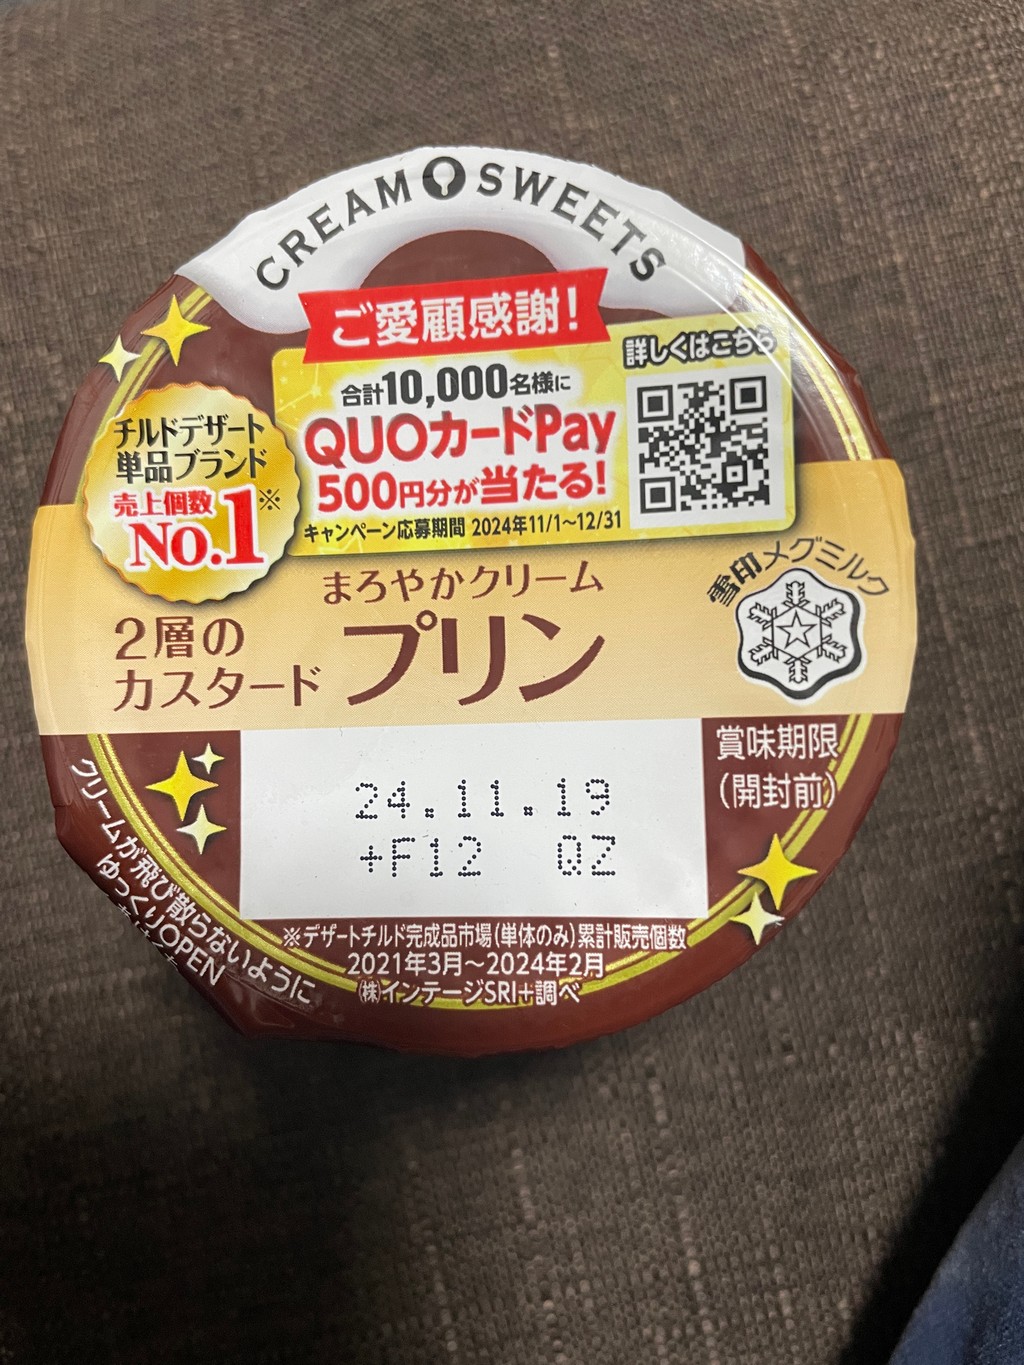 CREAM SWEETS
ご愛顧感謝!
詳しくはこちら
合計10,000名様に
QUOカードPay
500円分が当たる!
キャンペーン応募期間 2024年11/1~12/31
チルドデザート
単品ブランド
売上個数※
No.1
雪印メグミルク
まろやかクリーム
2層の
カスタード
プリン
賞味期限
(開封前)
24.11.19
+F12 QZ
クリームが飛び散らないように
ゆっくりOPEN
※デザートチルド完成品市場(単体のみ)累計販売個数
2021年3月~2024年2月
㈱インテージSRI+調べ